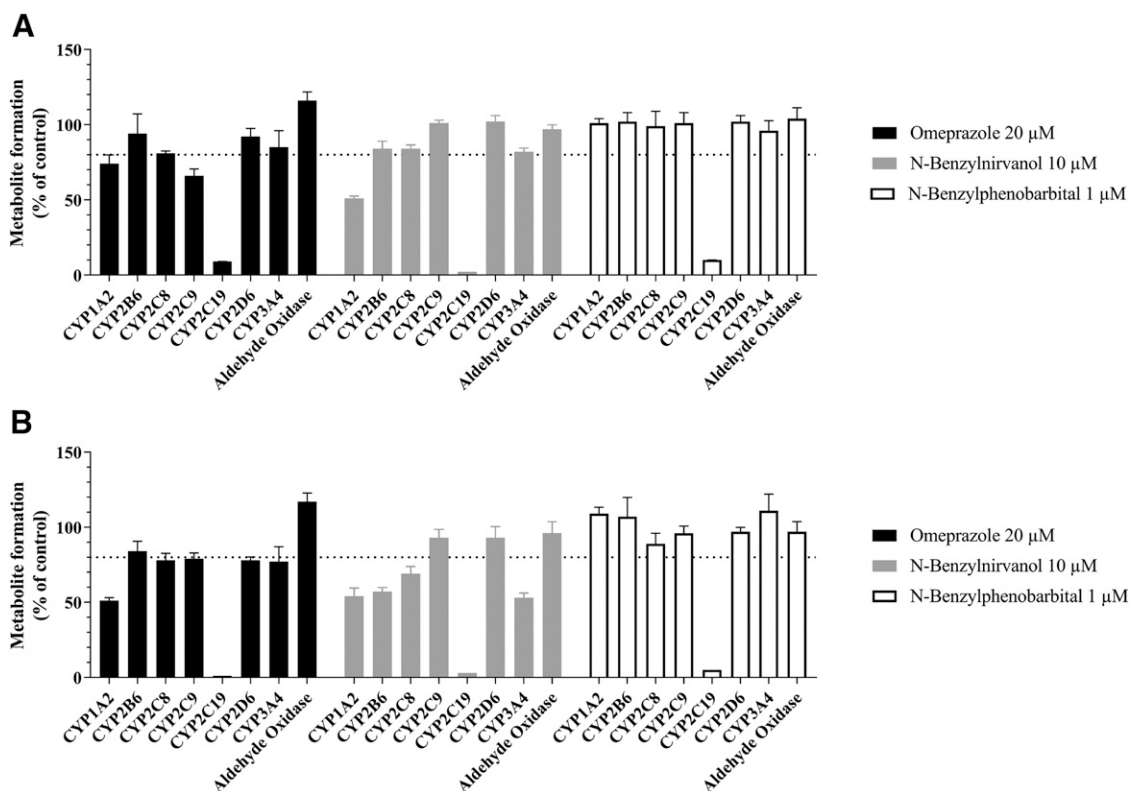 A
Metabolite formation
(% of control)
150
100
50
0
CYP1A2
CYP2B6
CYP2C8
CYP2C9
CYP2C19
CYP2D6
CYP3A4
Aldehyde Oxidase
CYP1A2
CYP2B6
CYP2C8
CYP2C9
CYP2C19
CYP2D6
CYP3A4
Aldehyde Oxidase
CYP1A2
CYP2B6
CYP2C8
CYP2C9
CYP2C19
CYP2D6
CYP3A4
Aldehyde Oxidase
Omeprazole 20 µM
N-Benzylnirvanol 10 µM
N-Benzylphenobarbital 1 µM
B
Metabolite formation
(% of control)
150
100
50
0
CYP1A2
CYP2B6
CYP2C8
CYP2C9
CYP2C19
CYP2D6
CYP3A4
Aldehyde Oxidase
CYP1A2
CYP2B6
CYP2C8
CYP2C9
CYP2C19
CYP2D6
CYP3A4
Aldehyde Oxidase
CYP1A2
CYP2B6
CYP2C8
CYP2C9
CYP2C19
CYP2D6
CYP3A4
Aldehyde Oxidase
Omeprazole 20 µM
N-Benzylnirvanol 10 µM
N-Benzylphenobarbital 1 µM